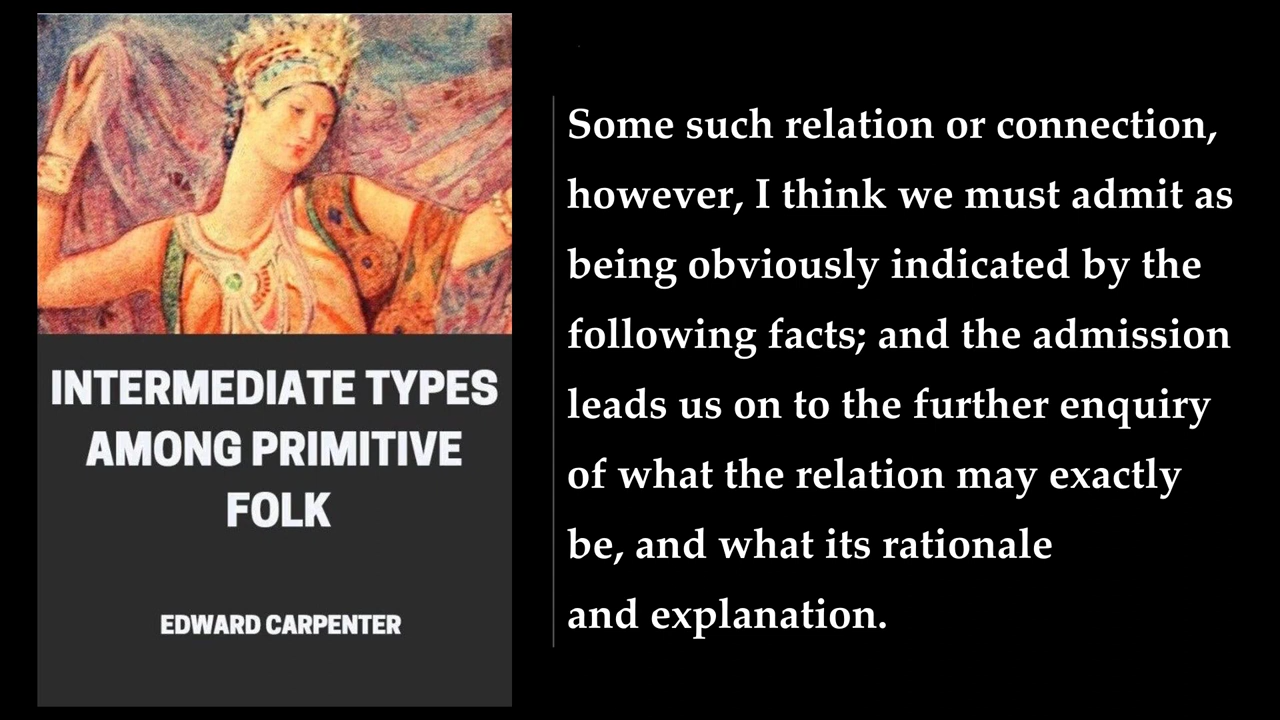 INTERMEDIATE TYPES
AMONG PRIMITIVE
FOLK
EDWARD CARPENTER
Some such relation or connection,
however, I think we must admit as
being obviously indicated by the
following facts; and the admission
leads us on to the further enquiry
of what the relation may exactly
be, and what its rationale
and explanation.